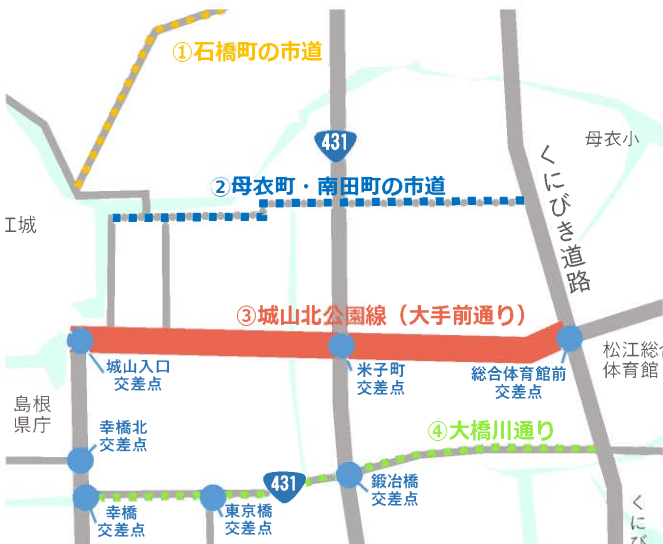 ①石橋町の市道
431
母衣小
②母衣町・南田町の市道
くにびき道路
江城
③城山北公園線（大手前通り）
城山入口
交差点
米子町
交差点
総合体育館前
交差点
松江総合
体育館
島根
県庁
幸橋北
交差点
④大橋川通り
431
鍛冶橋
交差点
幸橋
交差点
東京橋
交差点
くにび